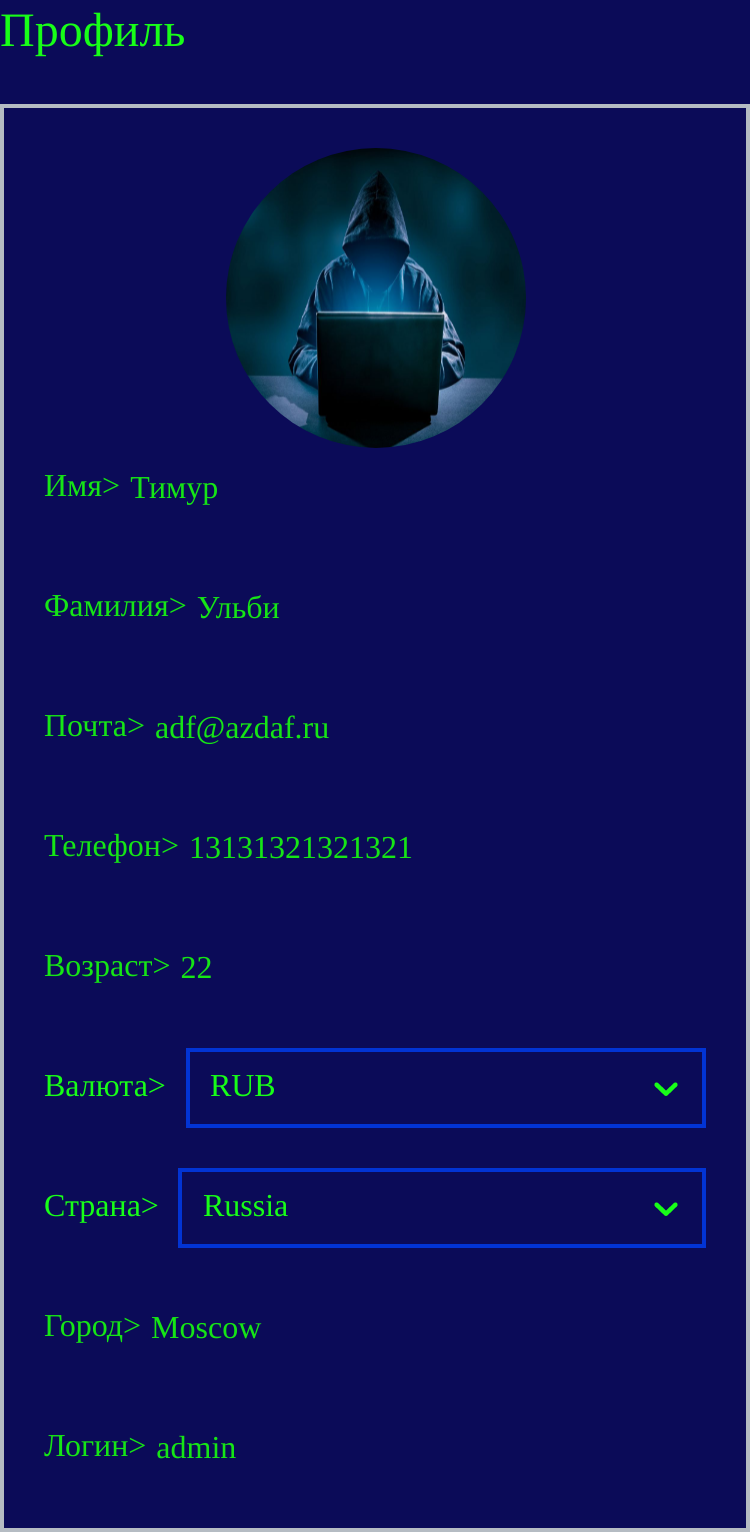 Профиль
Имя> Тимур
Фамилия> Ульби
Почта> adf@azdaf.ru
Телефон> 13131321321321
Возраст> 22
Валюта> RUB
Страна> Russia
Город> Moscow
Логин> admin